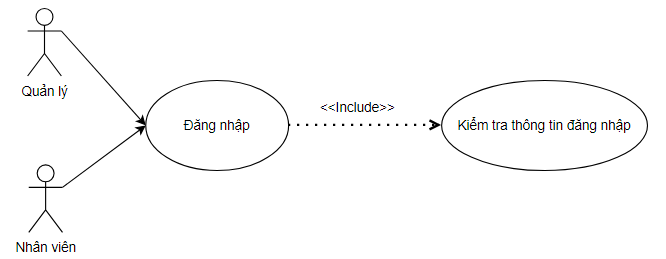 Quản lý
Đăng nhập
<<Include>>
Kiểm tra thông tin đăng nhập
Nhân viên